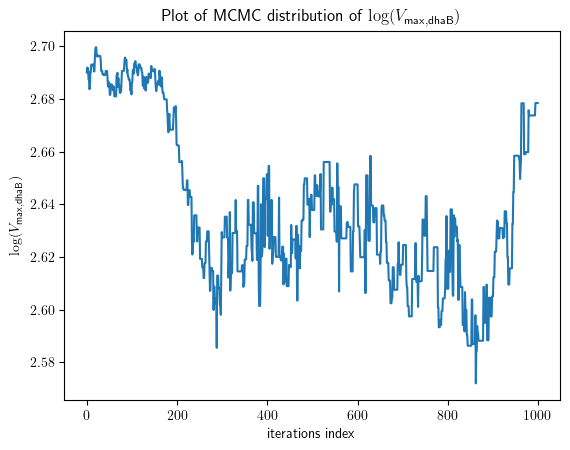 Plot of MCMC distribution of log(V_max,dhaB)
log(V_max,dhaB)
2.70
2.68
2.66
2.64
2.62
2.60
2.58
0 200 400 600 800 1000
iterations index